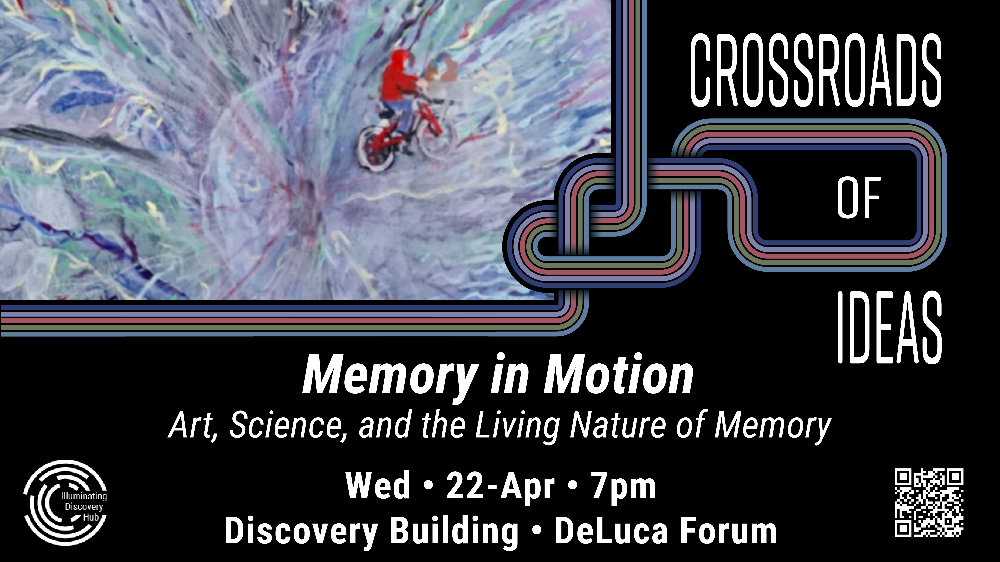 CROSSROADS
OF
IDEAS
Memory in Motion
Art, Science, and the Living Nature of Memory
Wed • 22-Apr • 7pm
Discovery Building • DeLuca Forum
Illuminating
Discovery
Hub